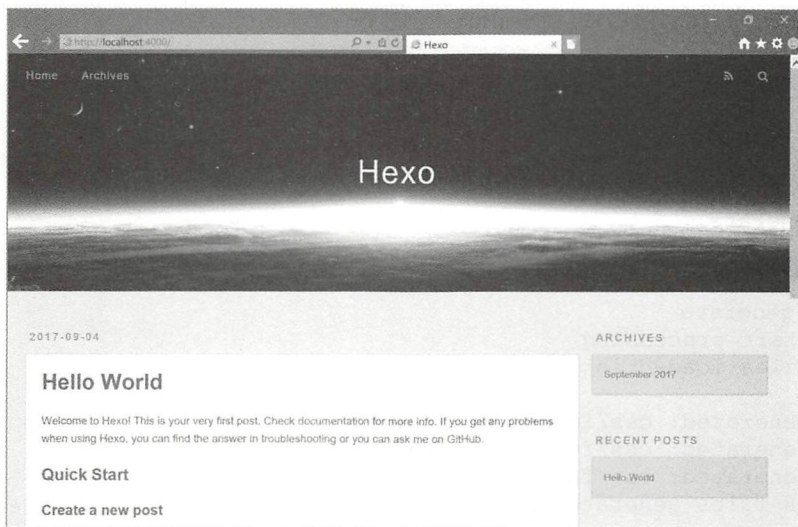 http://localhost:4000/
Hexo
Home
Archives
Hexo
2017-09-04
Hello World
Welcome to Hexo! This is your very first post. Check documentation for more info. If you get any problems
when using Hexo, you can find the answer in troubleshooting or you can ask me on GitHub.
Quick Start
Create a new post
ARCHIVES
September 2017
RECENT POSTS
Hello World